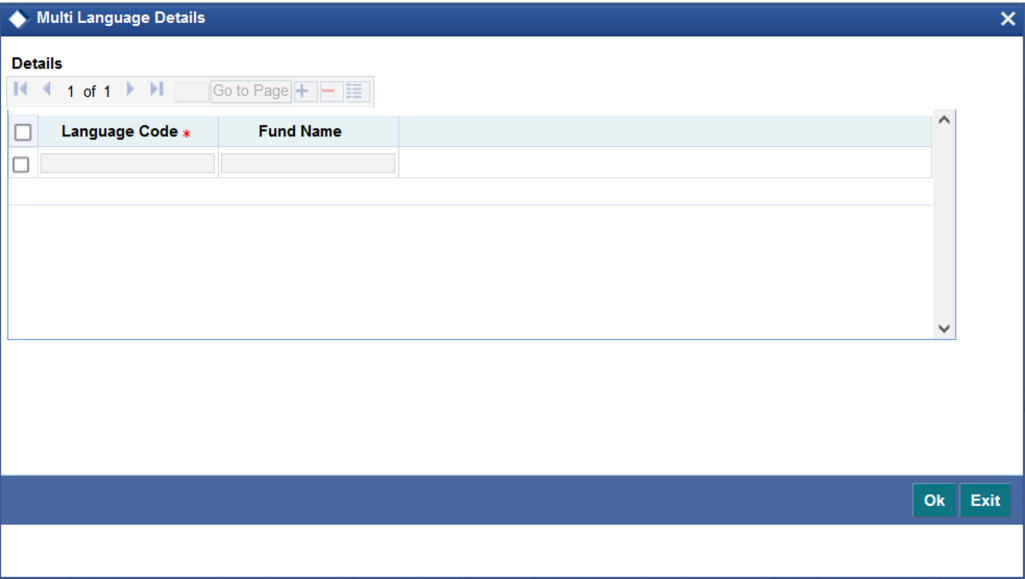 Multi Language Details
Details
1 of 1 Go to Page
Language Code * Fund Name
Ok Exit